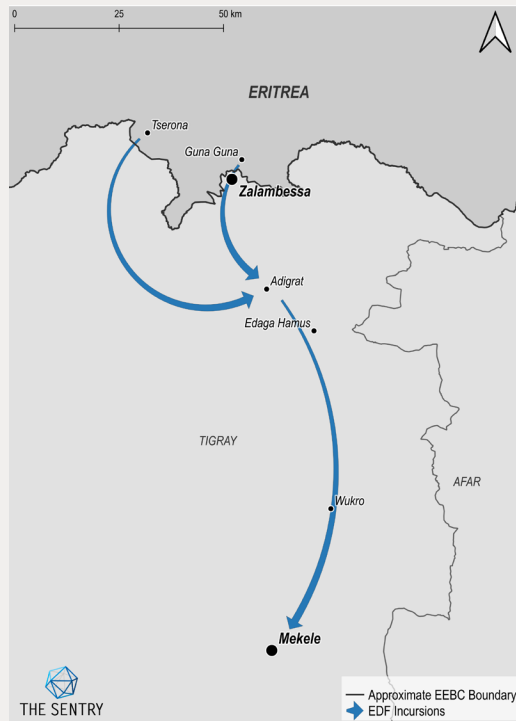 0 25 50 km
ERITREA
Tserona
Guna Guna
Zalambessa
Adigrat
Edaga Hamus
TIGRAY
AFAR
Wukro
Mekele
THE SENTRY
Approximate EEBC Boundary
EDF Incursions